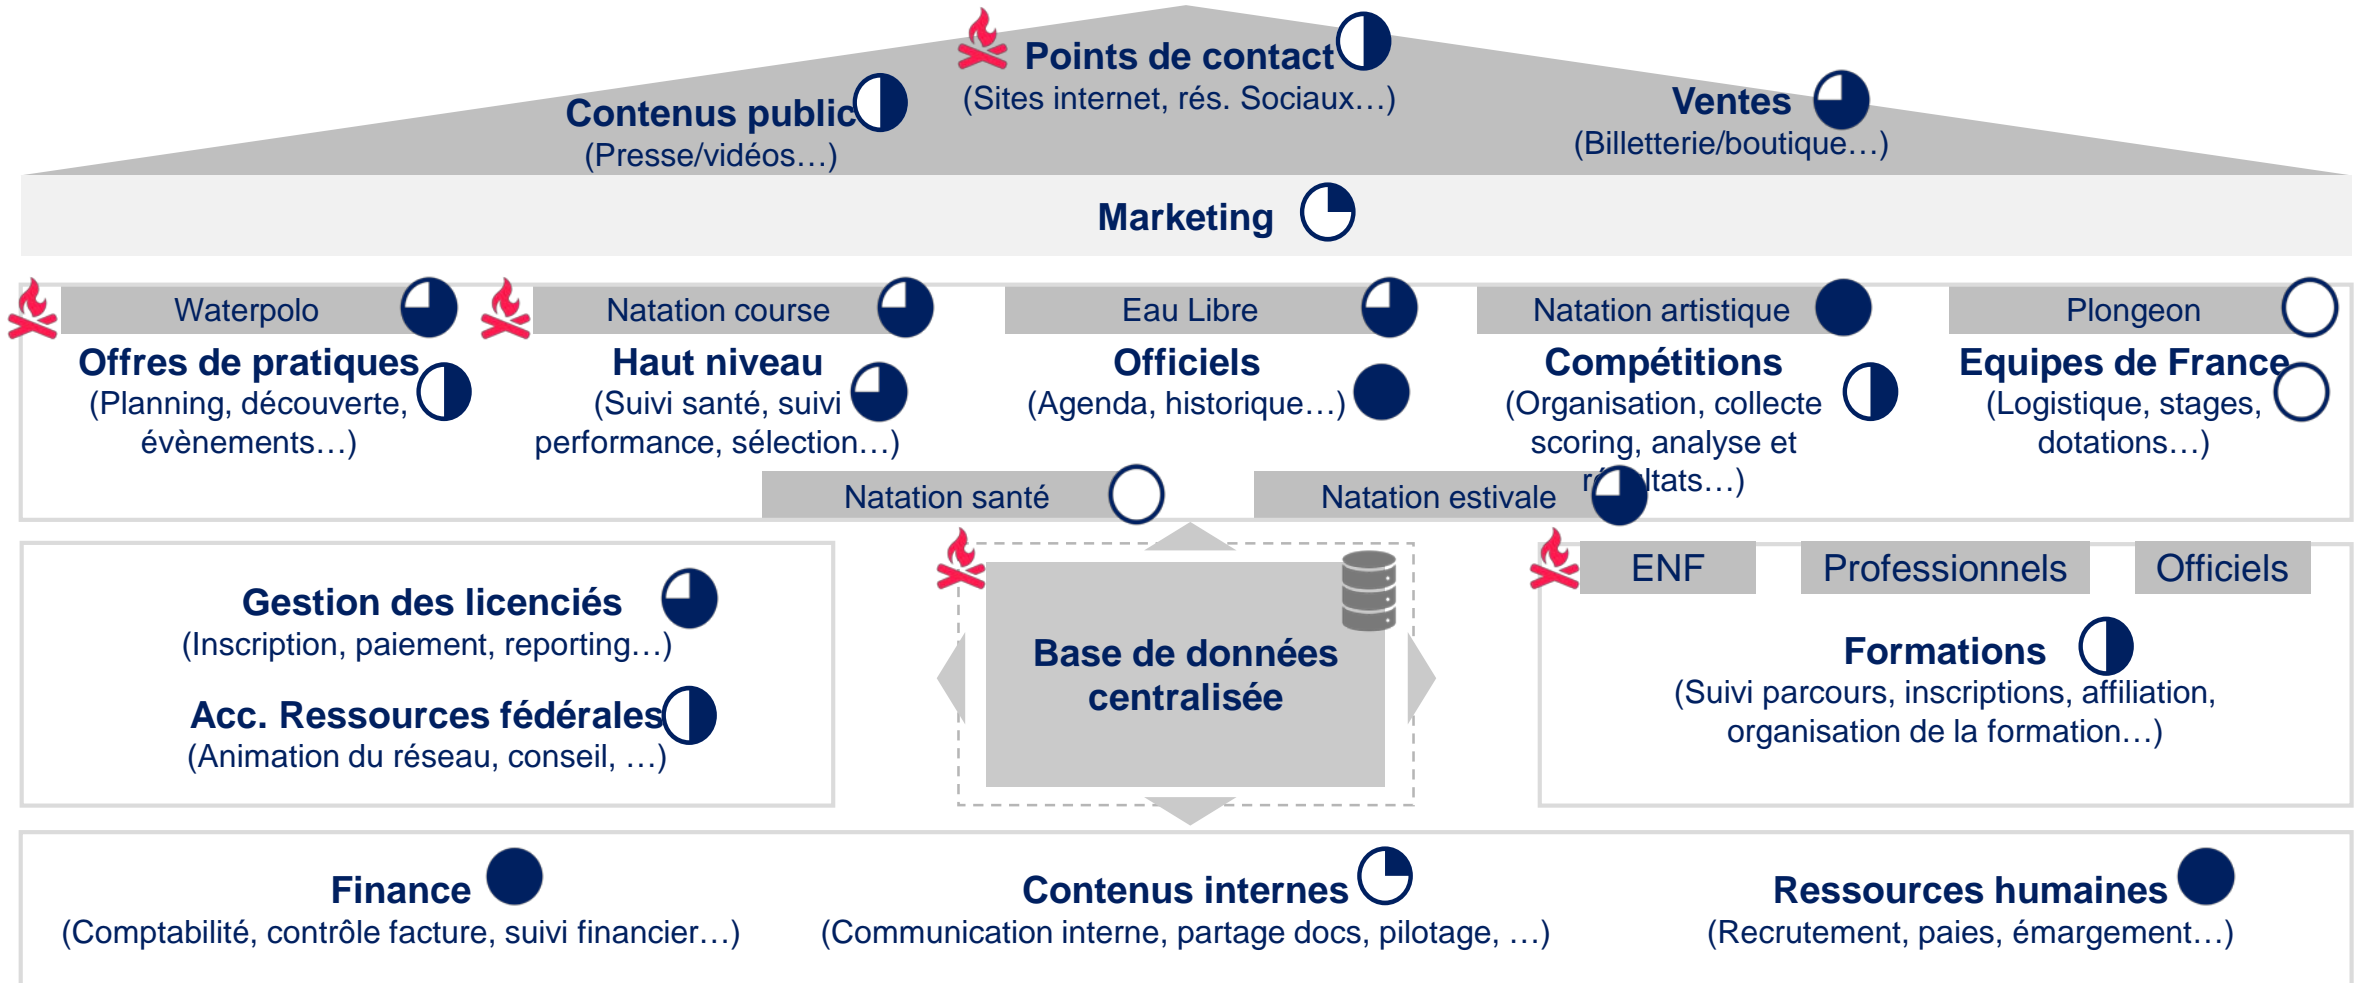 Points de contact
(Sites internet, rés. Sociaux…)
Contenus public
(Presse/vidéos…)
Ventes
(Billetterie/boutique…)
Marketing
Waterpolo
Natation course
Eau Libre
Natation artistique
Plongeon
Offres de pratiques
(Planning, découverte,
évènements…)
Haut niveau
(Suivi santé, suivi
performance, sélection…)
Officiels
(Agenda, historique…)
Compétitions
(Organisation, collecte
scoring, analyse et
Equipes de France
(Logistique, stages,
dotations…)
Natation santé
Natation estivale
Gestion des licenciés
(Inscription, paiement, reporting…)
Acc. Ressources fédérales
(Animation du réseau, conseil, …)
Base de données
centralisée
ENF
Professionnels
Officiels
Formations
(Suivi parcours, inscriptions, affiliation,
organisation de la formation…)
Finance
(Comptabilité, contrôle facture, suivi financier…)
Contenus internes
(Communication interne, partage docs, pilotage, …)
Ressources humaines
(Recrutement, paies, émargement…)